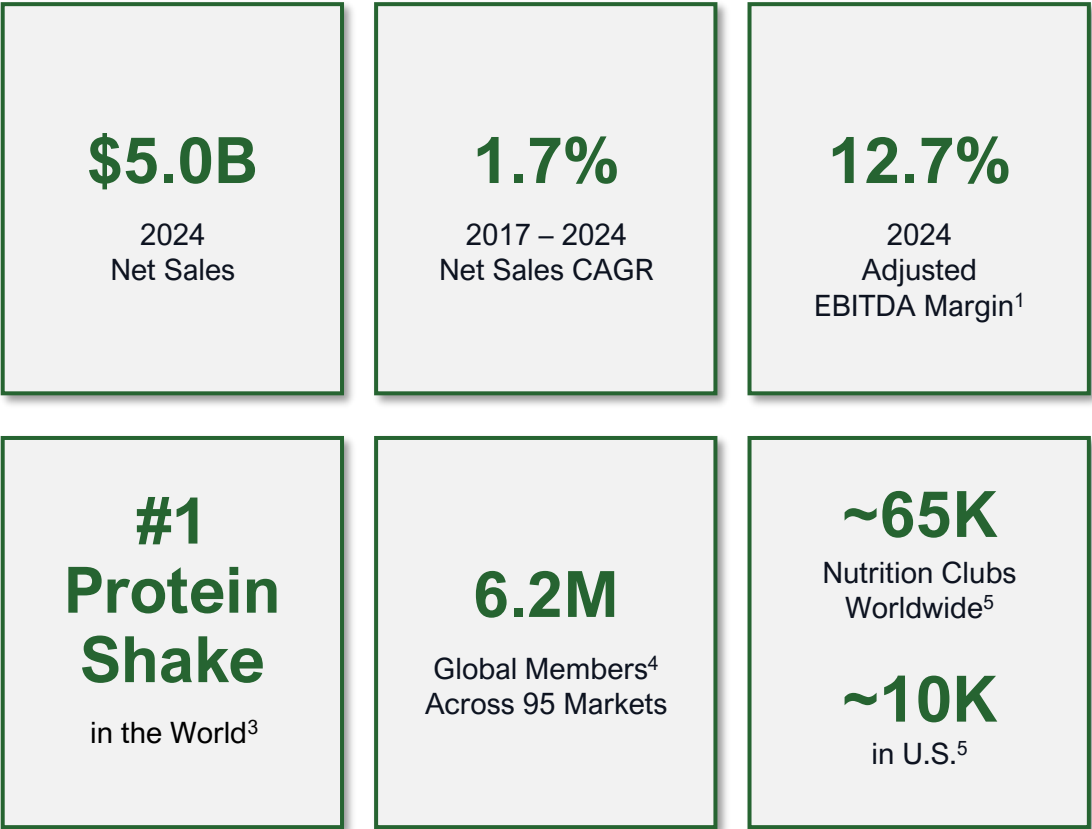 $5.0B
2024
Net Sales
1.7%
2017 – 2024
Net Sales CAGR
12.7%
2024
Adjusted
EBITDA Margin¹
#1
Protein
Shake
in the World³
6.2M
Global Members⁴
Across 95 Markets
~65K
Nutrition Clubs
Worldwide⁵
~10K
in U.S.⁵